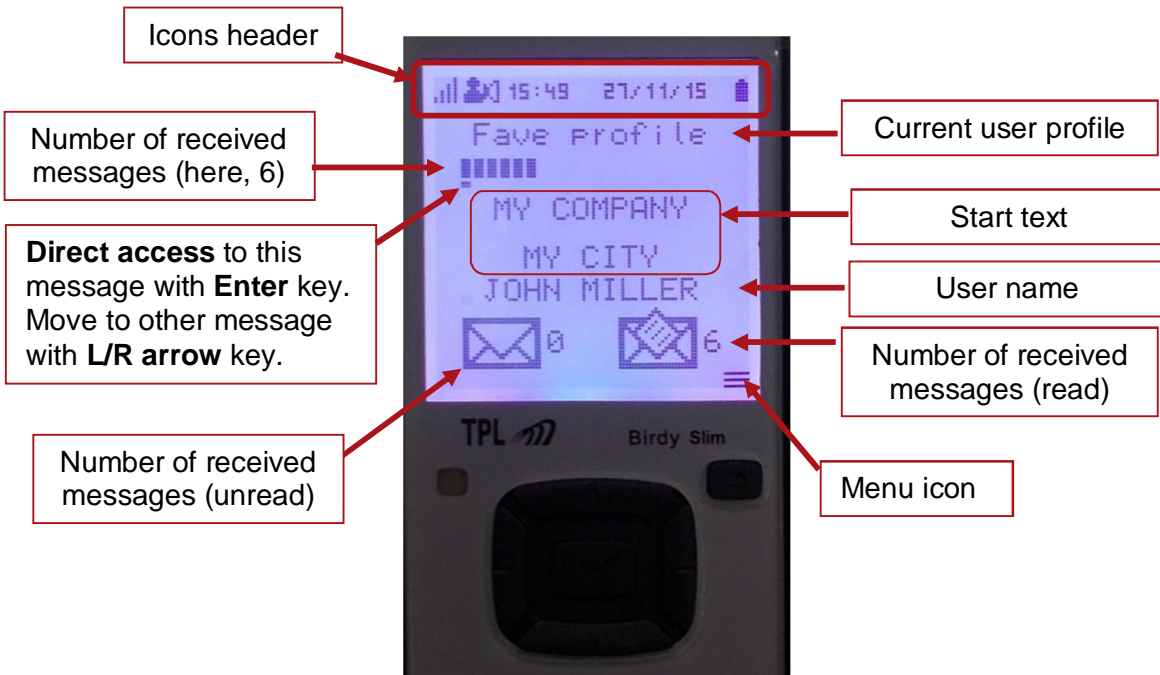 Icons header
15:49 27/11/15
Number of received
messages (here, 6)
Fave profile
Current user profile
Direct access to this
message with Enter key.
Move to other message
with L/R arrow key.
MY COMPANY
MY CITY
Start text
JOHN MILLER
User name
0
6
Number of received
messages (read)
Number of received
messages (unread)
TPL
Birdy Slim
Menu icon